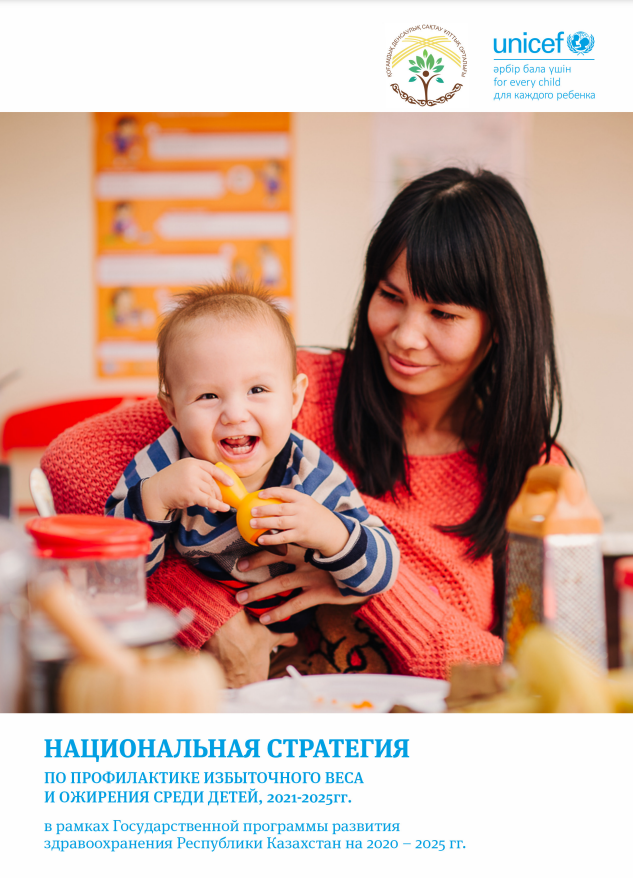 ҚОҒАМДЫҚ ДЕНСАУЛЫҚ САҚТАУ ҰЛТТЫҚ ОРТАЛЫҒЫ
unicef
әрбір бала үшін
for every child
для каждого ребенка
НАЦИОНАЛЬНАЯ СТРАТЕГИЯ
ПО ПРОФИЛАКТИКЕ ИЗБЫТОЧНОГО ВЕСА
И ОЖИРЕНИЯ СРЕДИ ДЕТЕЙ, 2021-2025гг.
в рамках Государственной программы развития
здравоохранения Республики Казахстан на 2020 – 2025 гг.